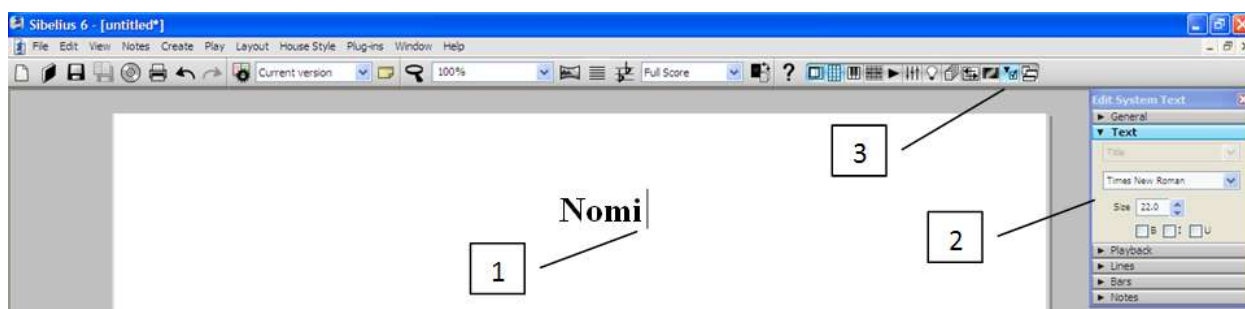 Sibelius 6 - [untitled*]
File Edit View Notes Create Play Layout House Style Plug-ins Window Help
Current version 100% Full Score ?
Edit System Text
General
Text
Title
Times New Roman
Size 22.0
B I U
Playback
Lines
Bars
Notes
Nomi
1
2
3